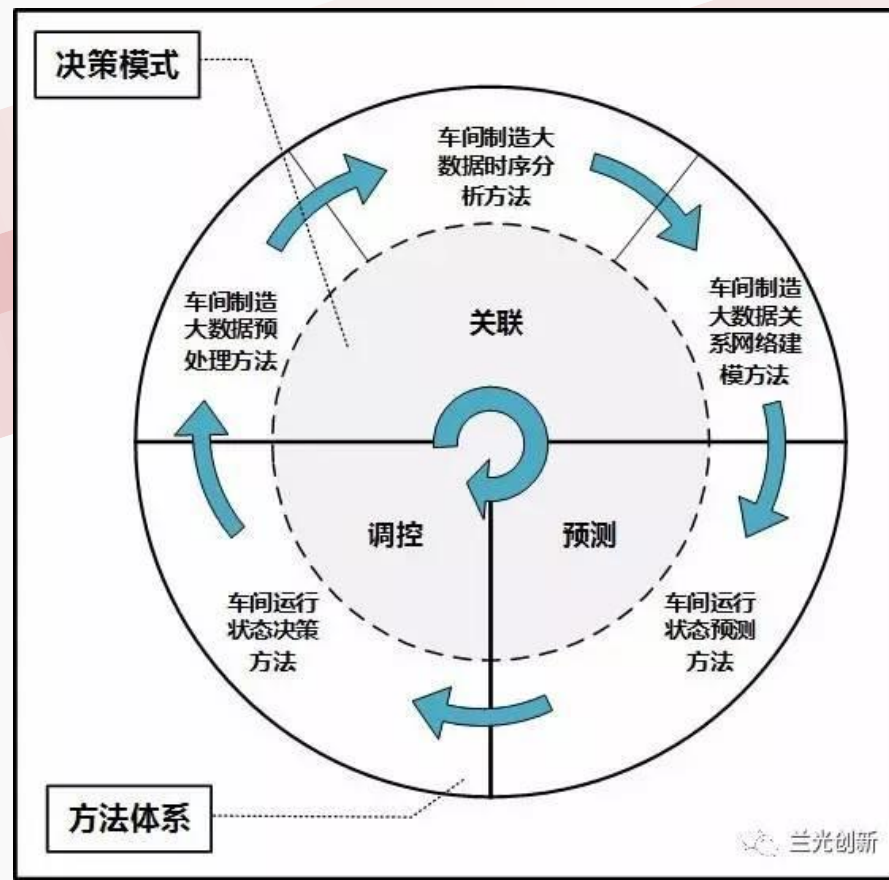 决策模式
车间制造大
数据时序分
析方法
车间制造
大数据预
处理方法
车间制造
大数据关
系网络建
模方法
关联
调控
预测
车间运行
状态决策
方法
车间运行
状态预测
方法
方法体系
兰光创新